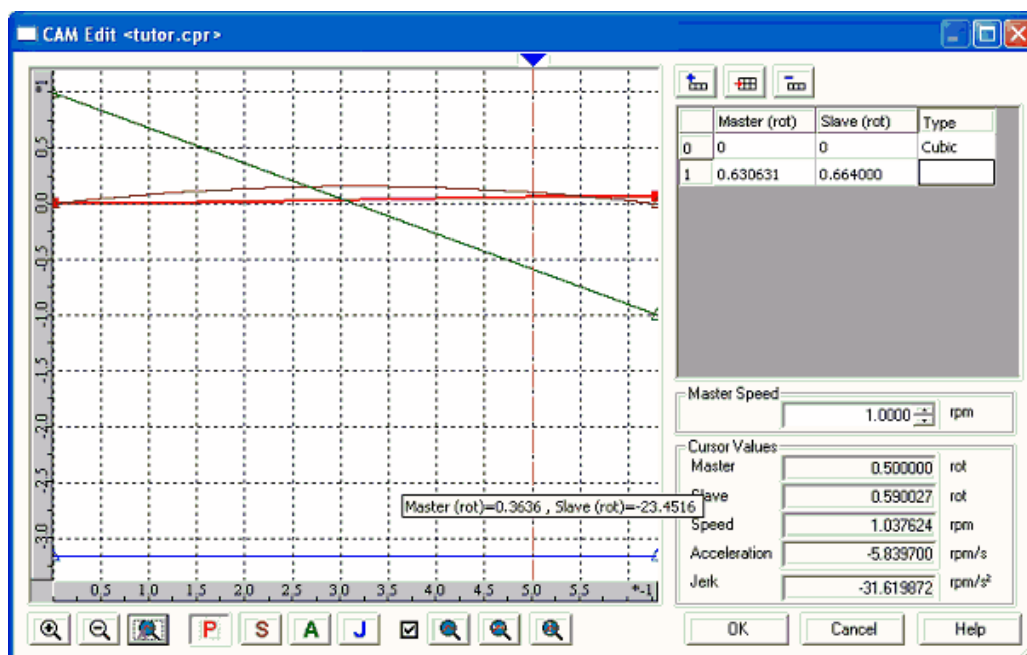 CAM Edit <tutor.cpr>
*1
0,5
0,0
-0,5
-1,0
-1,5
-2,0
-2,5
-3,0
0,5 1,0 1,5 2,0 2,5 3,0 3,5 4,0 4,5 5,0 5,5 *-1
Master (rot)=0.3636 , Slave (rot)=-23.4516
P S A J
Master (rot) Slave (rot) Type
0 0 0 Cubic
1 0.630631 0.664000
Master Speed
1.0000 rpm
Cursor Values
Master 0.500000 rot
Slave 0.590027 rot
Speed 1.037624 rpm
Acceleration -5.839700 rpm/s
Jerk -31.619872 rpm/s²
OK Cancel Help